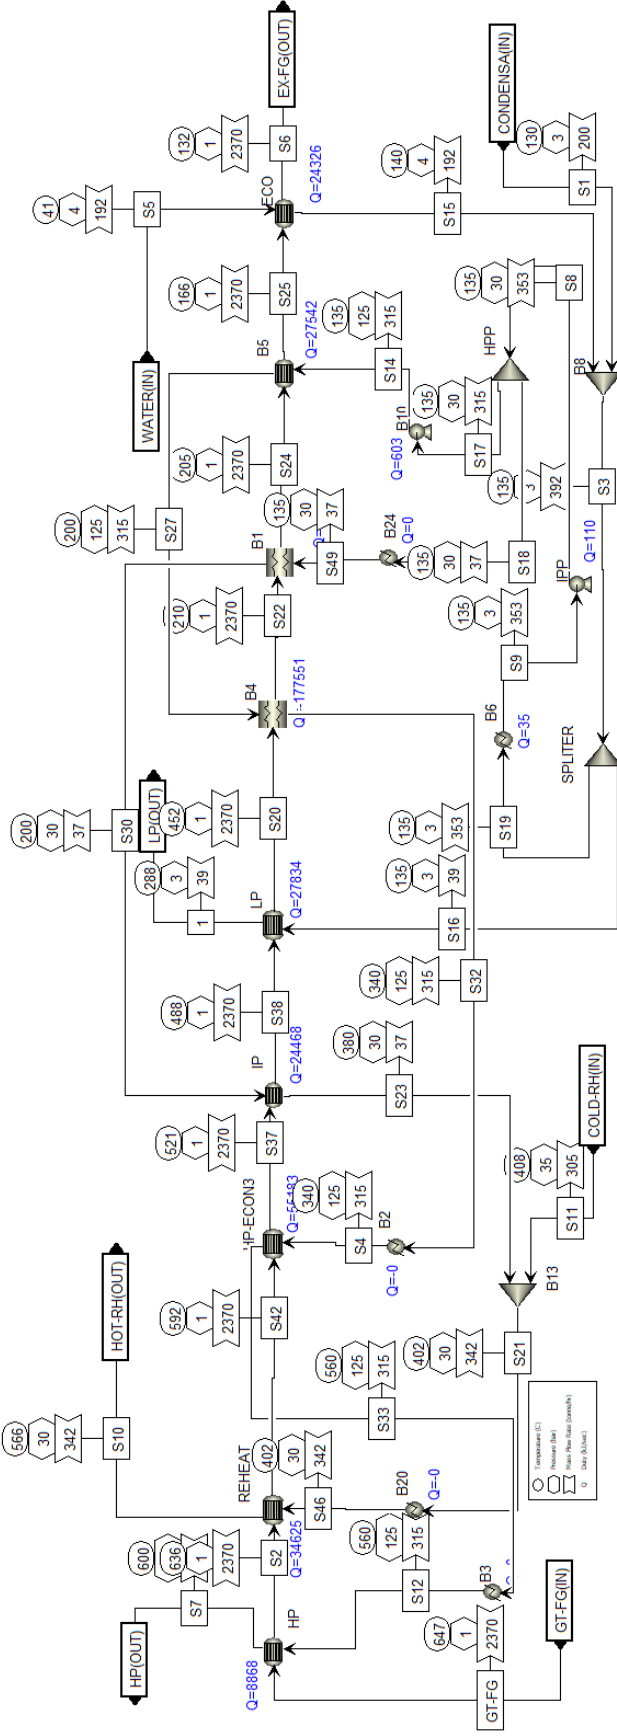 HP(OUT)
600
S7
636
1
2370
S2
HP
Q=8868
647
1
2370
GT-FG
GT-FG(IN)
566
30
342
S10
HOT-RH(OUT)
REHEAT
Q=34625
402
30
342
S46
B20
Q=-0
560
125
315
S12
B3
592
1
2370
S42
560
125
315
S33
HP-ECON3
Q=55183
340
125
315
S4
B2
Q=-0
402
30
342
S21
B13
408
35
305
S11
COLD-RH(IN)
521
1
2370
S37
IP
Q=24468
380
30
37
S23
488
1
2370
S38
LP
Q=27834
288
3
39
1
LP(OUT)
200
30
37
S30
452
1
2370
S20
340
125
315
S32
135
3
39
S16
135
3
353
S19
B4
Q=-177551
B6
Q=35
SPLITER
210
1
2370
S22
135
3
353
S9
IPP
Q=110
B1
135
30
37
S49
B24
Q=0
135
30
37
S18
200
125
315
S27
205
1
2370
S24
B10
Q=603
135
30
315
S17
135
3
392
S3
B5
Q=27542
135
125
315
S14
HPP
135
30
353
S8
B8
WATER(IN)
166
1
2370
S25
41
4
192
S5
ECO
Q=24326
140
4
192
S15
130
3
200
S1
CONDENSA(IN)
132
1
2370
S6
EX-FG(OUT)
Temperature (C)
Pressure (bar)
Mass Flow Rate (tonne/hr)
Q Duty (kJ/sec)